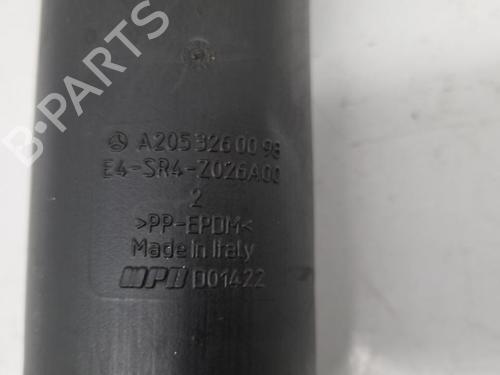 A205 326 00 98
E4-SR4-Z026A00
2
>PP-EPDM<
Made in Italy
D01422
B-PARTS